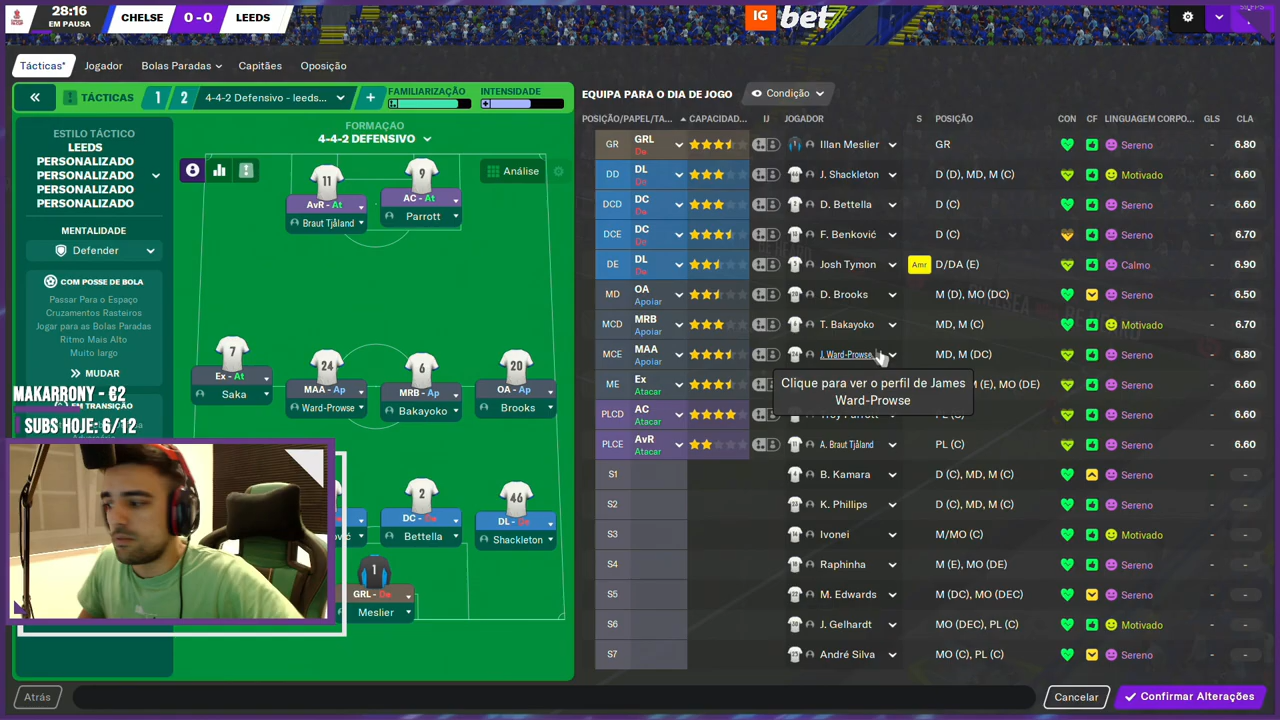 28:16
EM PAUSA
CHELSE
0 - 0
LEEDS
IG
bet
Tácticas*
Jogador
Bolas Paradas
Capitães
Oposição
TÁCTICAS
1
2
4-4-2 Defensivo - leeds...
FAMILIARIZAÇÃO
INTENSIDADE
ESTILO TÁCTICO
LEEDS
PERSONALIZADO
PERSONALIZADO
PERSONALIZADO
PERSONALIZADO
MENTALIDADE
Defender
COM POSSE DE BOLA
Passar Para o Espaço
Cruzamentos Rasteiros
Jogar para as Bolas Paradas
Ritmo Mais Alto
Muito largo
MUDAR
EM TRANSIÇÃO
MAKARRONY - €2
SUBS HOJE: 6/12
FORMAÇÃO
4-4-2 DEFENSIVO
Análise
11
AvR - At
Braut Tjåland
9
AC - At
Parrott
7
Ex - At
Saka
24
MAA - Ap
Ward-Prowse
6
MRB - Ap
Bakayoko
20
OA - Ap
Brooks
2
DC - De
Bettella
46
DL - De
Shackleton
1
GRL - De
Meslier
EQUIPA PARA O DIA DE JOGO
Condição
POSIÇÃO/PAPEL/TA... CAPACIDAD... IJ JOGADOR S POSIÇÃO CON CF LINGUAGEM CORPO... GLS CLA
GR GRL De Illan Meslier GR Sereno - 6.80
DD DL De J. Shackleton D (D), MD, M (C) Motivado - 6.60
DCD DC De D. Bettella D (C) Sereno - 6.80
DCE DC De F. Benković D (C) Sereno - 6.70
DE DL De Josh Tymon Amr D/DA (E) Calmo - 6.90
MD OA Apoiar D. Brooks M (D), MO (DC) Sereno - 6.50
MCD MRB Apoiar T. Bakayoko MD, M (C) Motivado - 6.70
MCE MAA Apoiar J. Ward-Prowse MD, M (DC) Sereno - 6.80
ME Ex Atacar (E), MO (DE) Sereno - 6.60
Clique para ver o perfil de James
Ward-Prowse
PLCD AC Atacar Sereno - 6.60
PLCE AvR Atacar A. Braut Tjåland PL (C) Sereno - 6.60
S1 B. Kamara D (C), MD, M (C) Sereno - -
S2 K. Phillips D (C), MD, M (C) Sereno - -
S3 Ivonei M/MO (C) Motivado - -
S4 Raphinha M (E), MO (DE) Sereno - -
S5 M. Edwards M (DC), MO (DEC) Sereno - -
S6 J. Gelhardt MO (DEC), PL (C) Motivado - -
S7 André Silva MO (C), PL (C) Sereno - -
Atrás
Cancelar
Confirmar Alterações